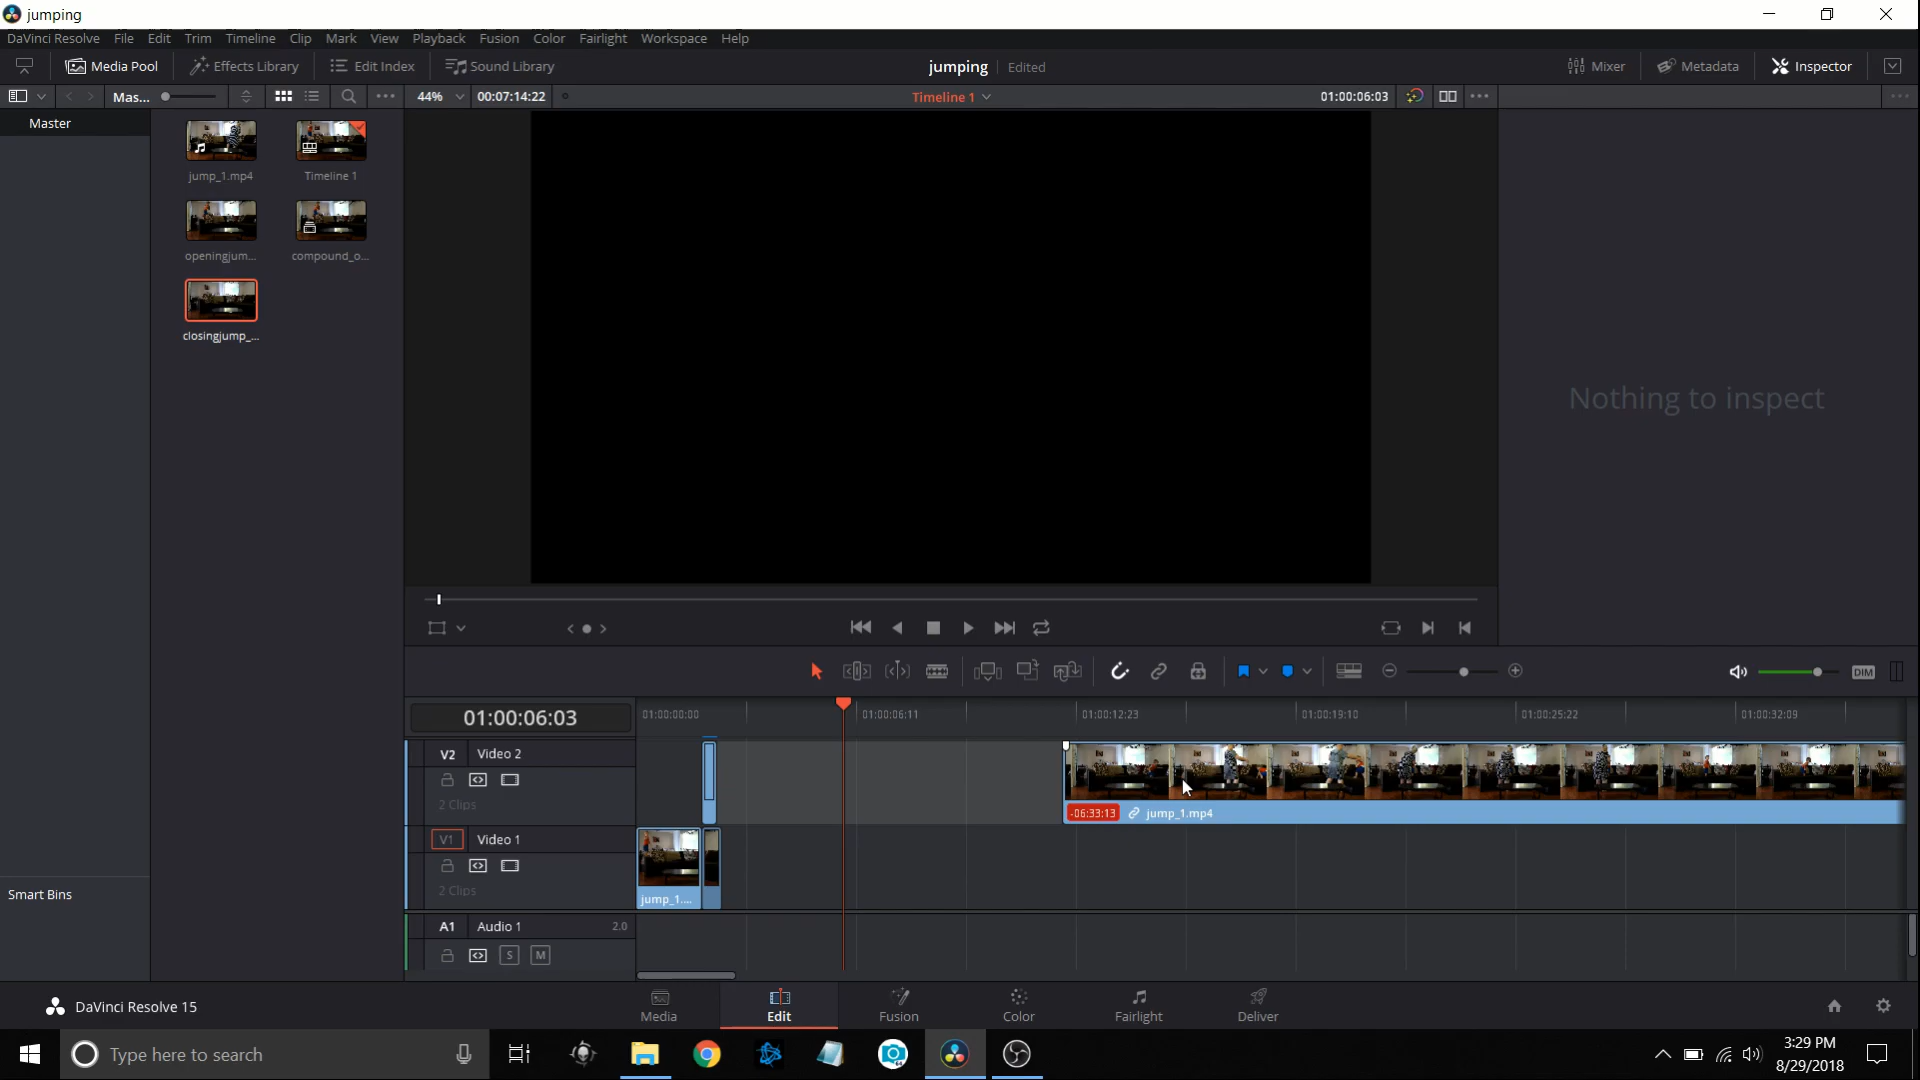 jumping
DaVinci Resolve File Edit Trim Timeline Clip Mark View Playback Fusion Color Fairlight Workspace Help
Media Pool Effects Library Edit Index Sound Library jumping Edited Mixer Metadata Inspector
Mas... 44% 00:07:14:22 Timeline 1 01:00:06:03
Master
jump_1.mp4 Timeline 1
openingjum... compound_o...
closingjump_...
Nothing to inspect
DIM
01:00:06:03 01:00:00:00 01:00:06:11 01:00:12:23 01:00:19:10 01:00:25:22 01:00:32:09
V2 Video 2
2 Clips
-06:33:13 jump_1.mp4
V1 Video 1
2 Clips
jump_1....
Smart Bins
A1 Audio 1 2.0
S M
DaVinci Resolve 15 Media Edit Fusion Color Fairlight Deliver
Type here to search
3:29 PM
8/29/2018